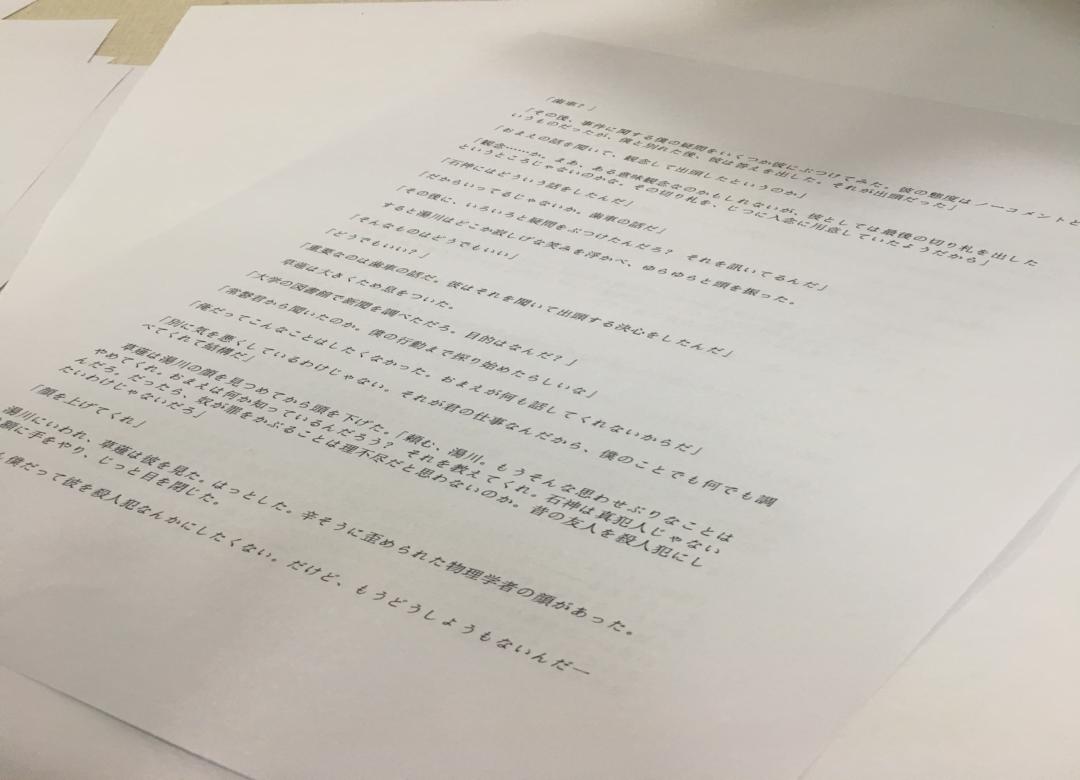 「歯車？」
「その後、事件に関する僕の疑問をいくつか彼にぶつけてみた。彼の態度はノーコメントと
いうものだったが、僕と別れた後、彼は答えを出した。それが出頭だった」
「おまえの話を聞いて、観念して出頭したというのか」
「観念……か。まあ、ある意味観念なのかもしれないが、彼としては最後の切り札を出した
というところじゃないのかな。その切り札を、じつに入念に用意していたようだから」
「石神にはどういう話をしたんだ」
「だからいってるじゃないか。歯車の話だ」
「その後に、いろいろと疑問をぶつけたんだろ？　それを訊いてるんだ」
すると湯川はどこか寂しげな笑みを浮かべ、ゆらゆらと頭を振った。
「そんなものはどうでもいい」
「どうでもいい？」
「重要なのは歯車の話だ。彼はそれを聞いて出頭する決心をしたんだ」
草薙は大きくため息をついた。
「大学の図書館で新聞を調べただろ。目的はなんだ？」
「常磐君から聞いたのか。僕の行動まで探り始めたらしいな」
「俺だってこんなことはしたくなかった。おまえが何も話してくれないからだ」
「別に気を悪くしているわけじゃない。それが君の仕事なんだから、僕のことでも何でも調
べてくれて結構だ」
草薙は湯川の顔を見つめてから頭を下げた。「頼む、湯川。もうそんな思わせぶりなことは
やめてくれ。おまえは何か知っているんだろう？　それを教えてくれ。石神は真犯人じゃない
んだろ。だったら、奴が罪をかぶることは理不尽だと思わないのか。昔の友人を殺人犯にし
たいわけじゃないだろ」
「顔を上げてくれ」
湯川にいわれ、草薙は彼を見た。はっとした。辛そうに歪められた物理学者の顔があった。
額に手をやり、じっと目を閉じた。
僕だって彼を殺人犯なんかにしたくない。だけど、もうどうしようもないんだ―